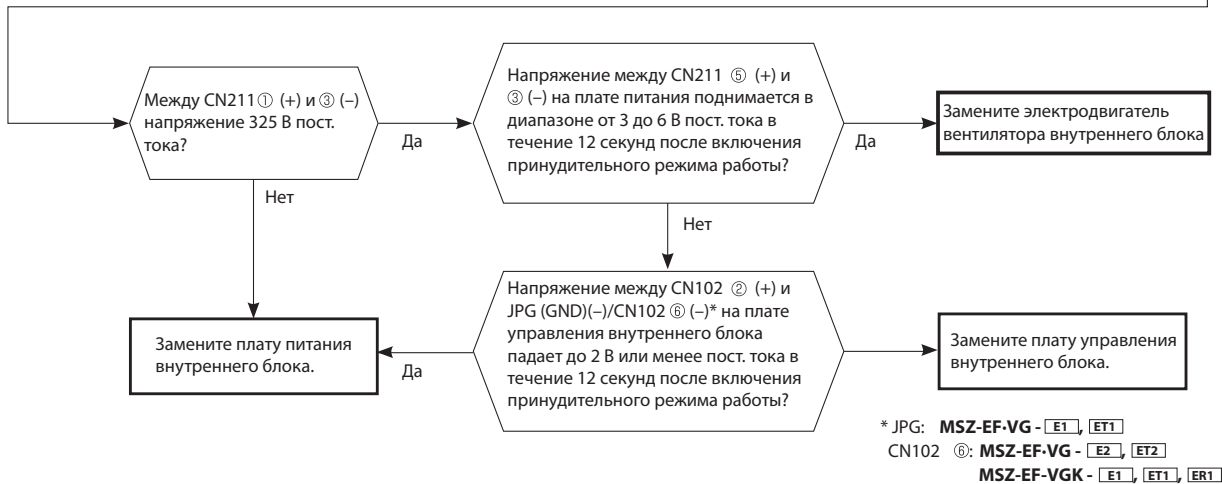 Между CN211 ① (+) и ③ (–)
напряжение 325 В пост.
тока?
Да
Нет
Напряжение между CN211 ⑤ (+) и
③ (–) на плате питания поднимается в
диапазоне от 3 до 6 В пост. тока в
течение 12 секунд после включения
принудительного режима работы?
Да
Нет
Замените электродвигатель
вентилятора внутреннего блока
Замените плату питания
внутреннего блока.
Да
Напряжение между CN102 ② (+) и
JPG (GND)(–)/CN102 ⑥ (–)* на плате
управления внутреннего блока
падает до 2 В или менее пост. тока в
течение 12 секунд после включения
принудительного режима работы?
Замените плату управления
внутреннего блока.
* JPG: MSZ-EF·VG - E1, ET1
CN102 ⑥: MSZ-EF·VG - E2, ET2
MSZ-EF-VGK - E1, ET1, ER1